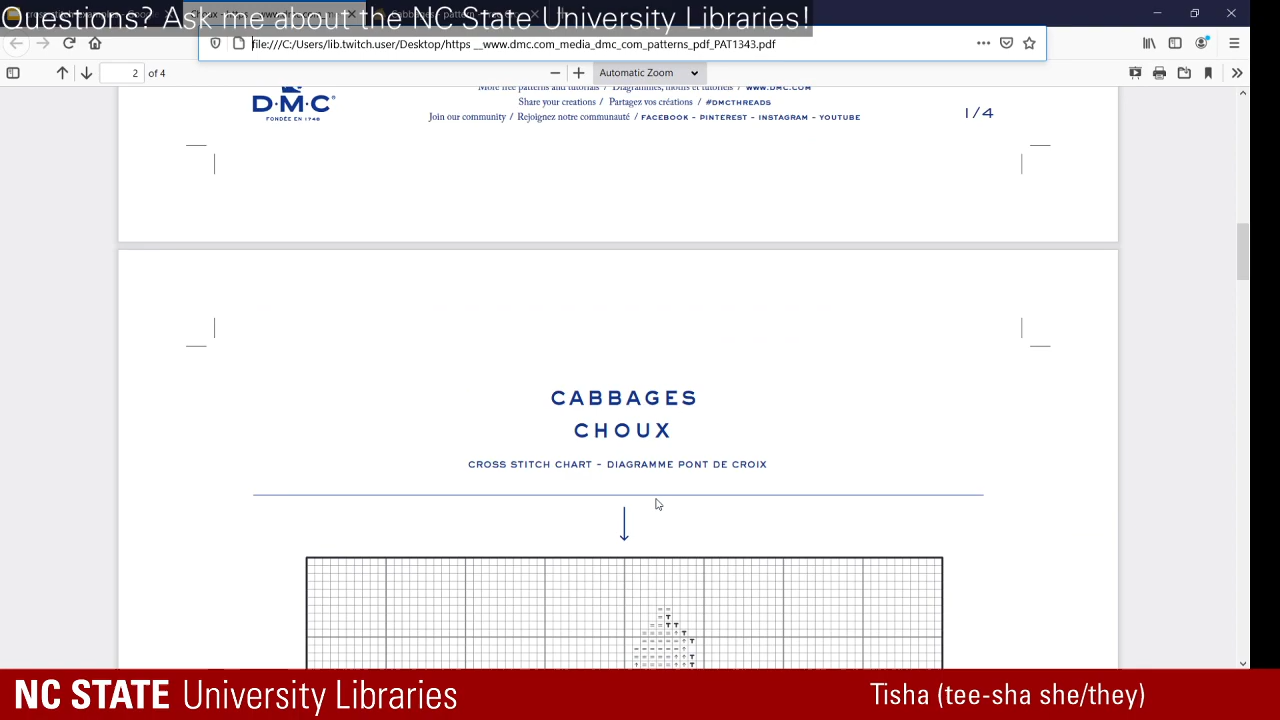 Questions? Ask me about the NC State University Libraries!
file:///C:/Users/lib.twitch.user/Desktop/https __www.dmc.com_media_dmc_com_patterns_pdf_PAT1343.pdf
2 of 4
Automatic Zoom
D·M·C®
FONDÉE EN 1746
More free patterns and tutorials / Diagrammes, motifs et tutoriels / WWW.DMC.COM
Share your creations / Partagez vos créations / #DMCTHREADS
Join our community / Rejoignez notre communauté / FACEBOOK - PINTEREST - INSTAGRAM - YOUTUBE
1/4
CABBAGES
CHOUX
CROSS STITCH CHART - DIAGRAMME PONT DE CROIX
NC STATE University Libraries
Tisha (tee-sha she/they)